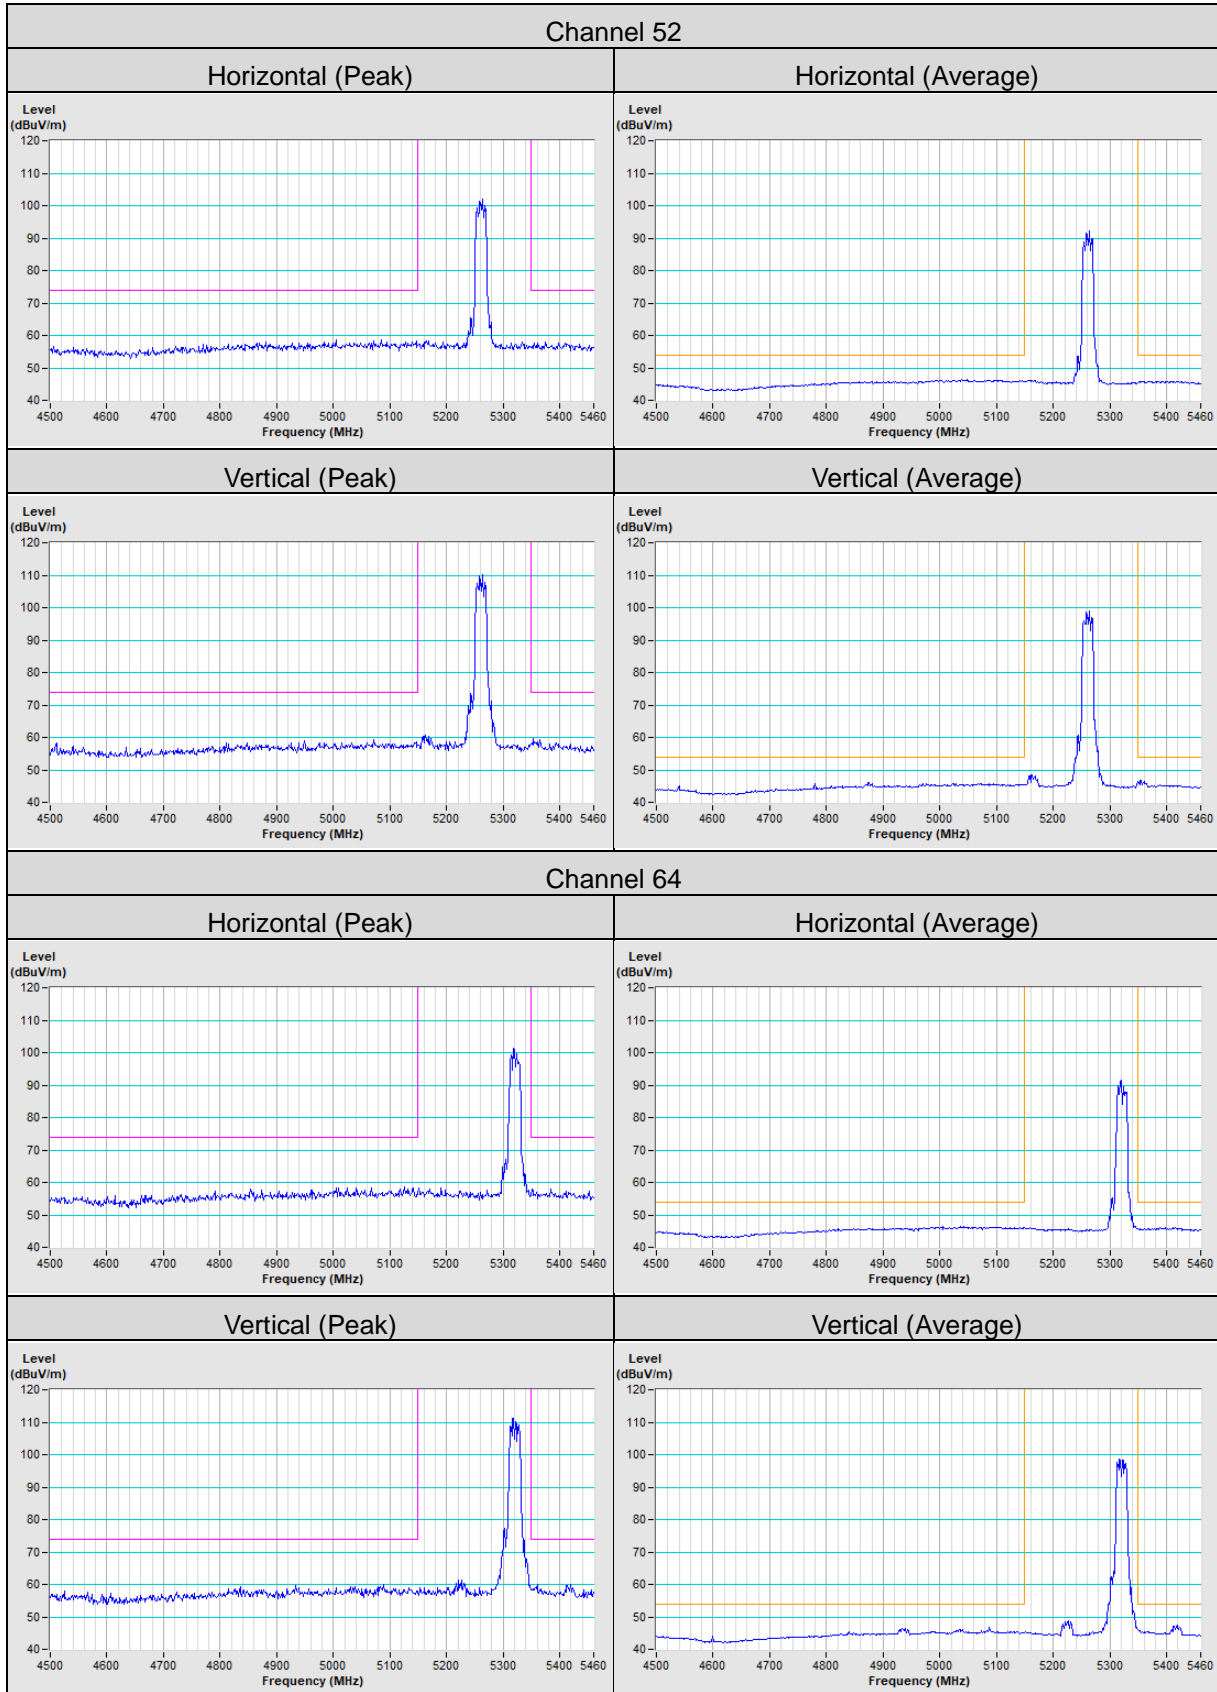 Channel 52
Horizontal (Peak) Horizontal (Average)
Level Level
(dBuV/m) (dBuV/m)
120 120
110 110
100 100
90 90
80 80
70 70
60 60
50 50
40 40
4500 4600 4700 4800 4900 5000 5100 5200 5300 5400 5460 4500 4600 4700 4800 4900 5000 5100 5200 5300 5400 5460
Frequency (MHz) Frequency (MHz)
Vertical (Peak) Vertical (Average)
Level Level
(dBuV/m) (dBuV/m)
120 120
110 110
100 100
90 90
80 80
70 70
60 60
50 50
40 40
4500 4600 4700 4800 4900 5000 5100 5200 5300 5400 5460 4500 4600 4700 4800 4900 5000 5100 5200 5300 5400 5460
Frequency (MHz) Frequency (MHz)
Channel 64
Horizontal (Peak) Horizontal (Average)
Level Level
(dBuV/m) (dBuV/m)
120 120
110 110
100 100
90 90
80 80
70 70
60 60
50 50
40 40
4500 4600 4700 4800 4900 5000 5100 5200 5300 5400 5460 4500 4600 4700 4800 4900 5000 5100 5200 5300 5400 5460
Frequency (MHz) Frequency (MHz)
Vertical (Peak) Vertical (Average)
Level Level
(dBuV/m) (dBuV/m)
120 120
110 110
100 100
90 90
80 80
70 70
60 60
50 50
40 40
4500 4600 4700 4800 4900 5000 5100 5200 5300 5400 5460 4500 4600 4700 4800 4900 5000 5100 5200 5300 5400 5460
Frequency (MHz) Frequency (MHz)